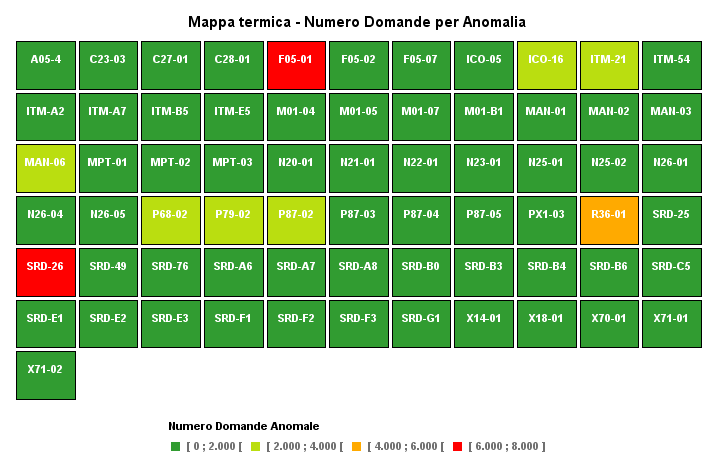 Mappa termica - Numero Domande per Anomalia
A05-4 C23-03 C27-01 C28-01 F05-01 F05-02 F05-07 ICO-05 ICO-16 ITM-21 ITM-54
ITM-A2 ITM-A7 ITM-B5 ITM-E5 M01-04 M01-05 M01-07 M01-B1 MAN-01 MAN-02 MAN-03
MAN-06 MPT-01 MPT-02 MPT-03 N20-01 N21-01 N22-01 N23-01 N25-01 N25-02 N26-01
N26-04 N26-05 P68-02 P79-02 P87-02 P87-03 P87-04 P87-05 PX1-03 R36-01 SRD-25
SRD-26 SRD-49 SRD-76 SRD-A6 SRD-A7 SRD-A8 SRD-B0 SRD-B3 SRD-B4 SRD-B6 SRD-C5
SRD-E1 SRD-E2 SRD-E3 SRD-F1 SRD-F2 SRD-F3 SRD-G1 X14-01 X18-01 X70-01 X71-01
X71-02
Numero Domande Anomale
[ 0 ; 2.000 [ [ 2.000 ; 4.000 [ [ 4.000 ; 6.000 [ [ 6.000 ; 8.000 ]